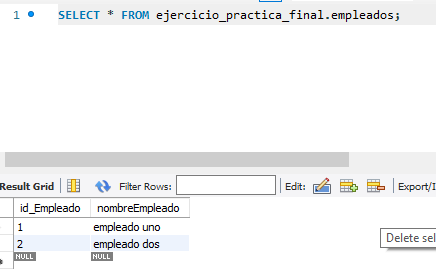 1 SELECT * FROM ejercicio_practica_final.empleados;
Result Grid Filter Rows: Edit: Export/I
id_Empleado nombreEmpleado
1 empleado uno
2 empleado dos
NULL NULL
Delete sel